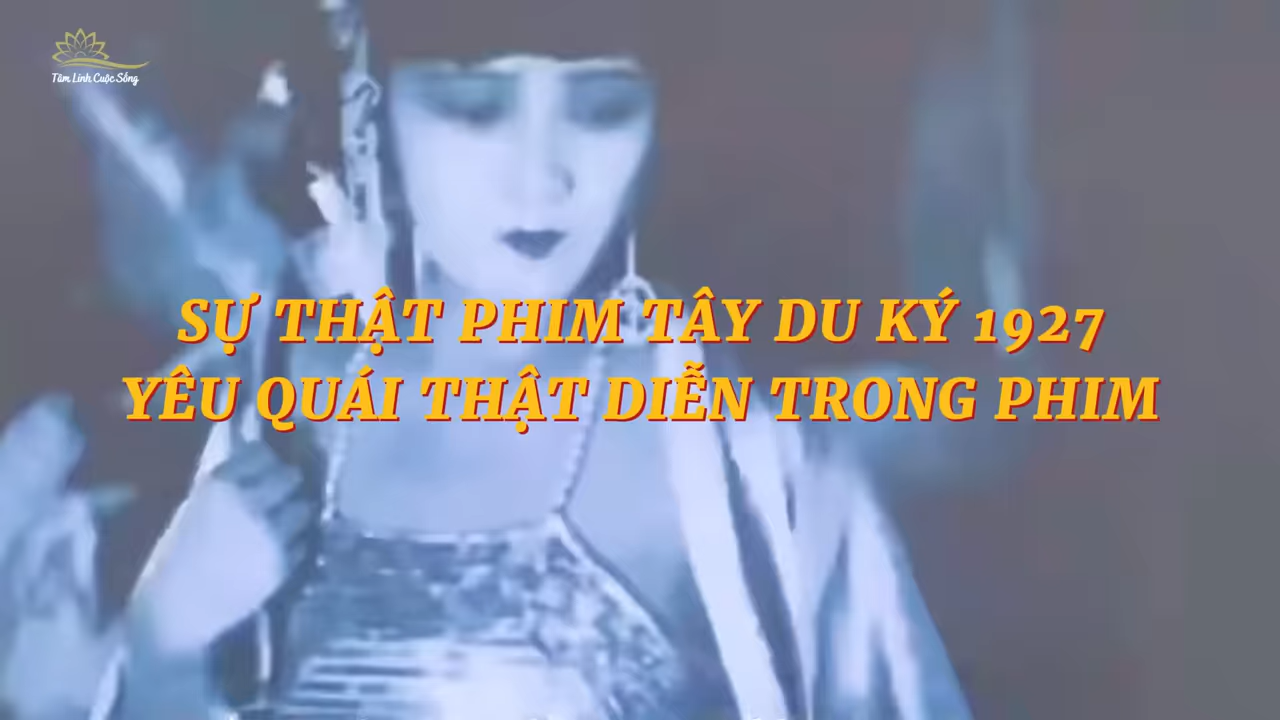 Tâm Linh Cuộc Sống
SỰ THẬT PHIM TÂY DU KÝ 1927
YÊU QUÁI THẬT DIỄN TRONG PHIM